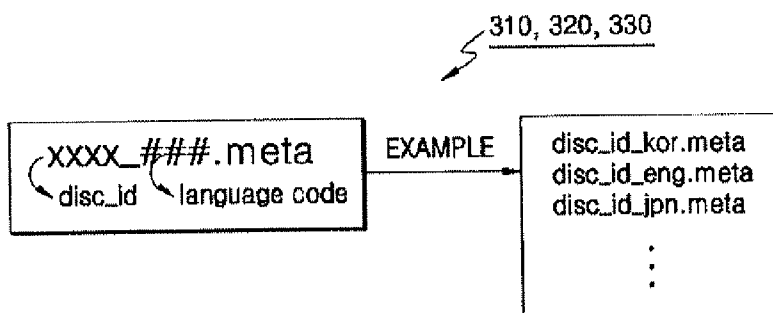 310, 320, 330
xxxx_###.meta
disc_id
language code
EXAMPLE
disc_id_kor.meta
disc_id_eng.meta
disc_id_jpn.meta